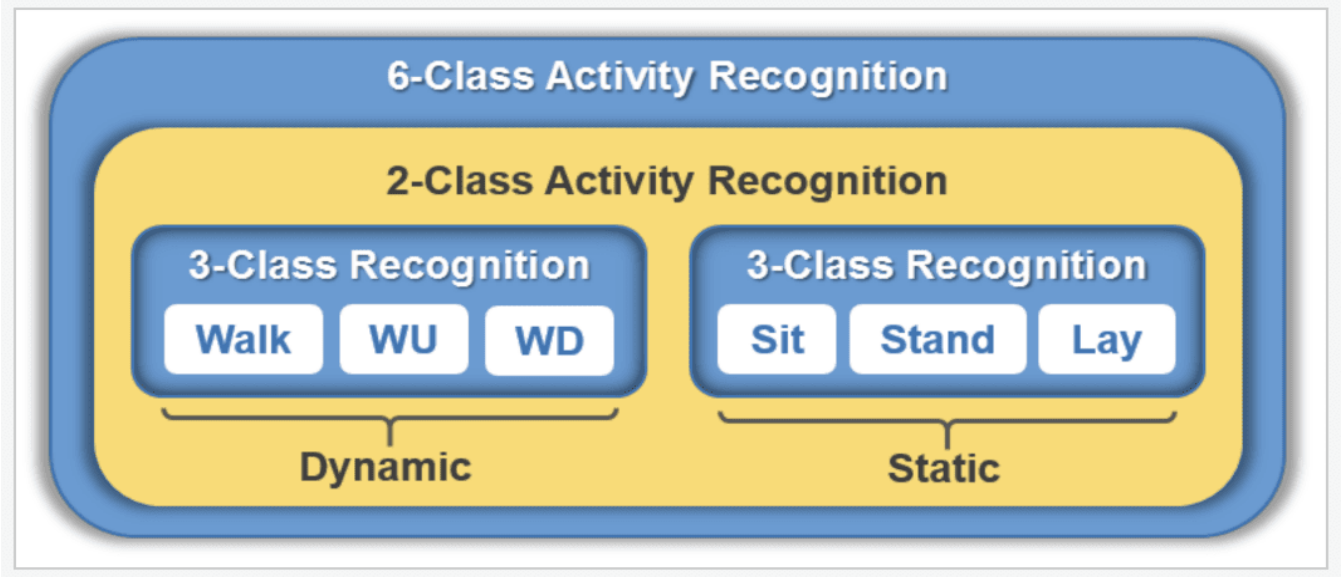 6-Class Activity Recognition
2-Class Activity Recognition
3-Class Recognition
Walk WU WD
Dynamic
3-Class Recognition
Sit Stand Lay
Static